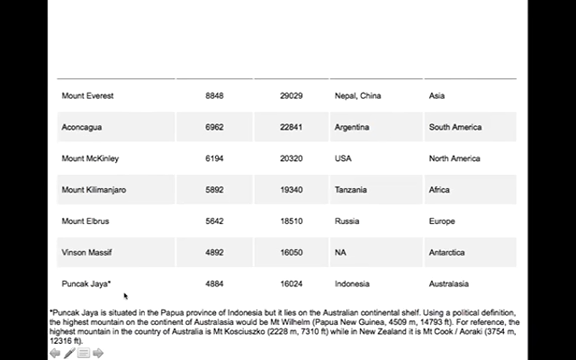 Mount Everest 8848 29029 Nepal, China Asia
Aconcagua 6962 22841 Argentina South America
Mount McKinley 6194 20320 USA North America
Mount Kilimanjaro 5892 19340 Tanzania Africa
Mount Elbrus 5642 18510 Russia Europe
Vinson Massif 4892 16050 NA Antarctica
Puncak Jaya* 4884 16024 Indonesia Australasia
*Puncak Jaya is situated in the Papua province of Indonesia but it lies on the Australian continental shelf. Using a political definition,
the highest mountain on the continent of Australasia would be Mt Wilhelm (Papua New Guinea, 4509 m, 14793 ft). For reference, the
highest mountain in the country of Australia is Mt Kosciuszko (2228 m, 7310 ft) while in New Zealand it is Mt Cook / Aoraki (3754 m,
12316 ft).